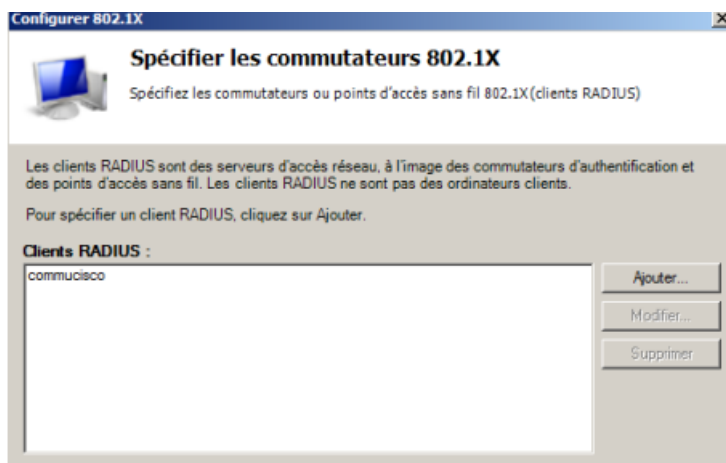 Configurer 802.1X
Spécifier les commutateurs 802.1X
Spécifiez les commutateurs ou points d'accès sans fil 802.1X(clients RADIUS)
Les clients RADIUS sont des serveurs d'accès réseau, à l'image des commutateurs d'authentification et
des points d'accès sans fil. Les clients RADIUS ne sont pas des ordinateurs clients.
Pour spécifier un client RADIUS, cliquez sur Ajouter.
Clients RADIUS :
commucisco
Ajouter...
Modifier...
Supprimer